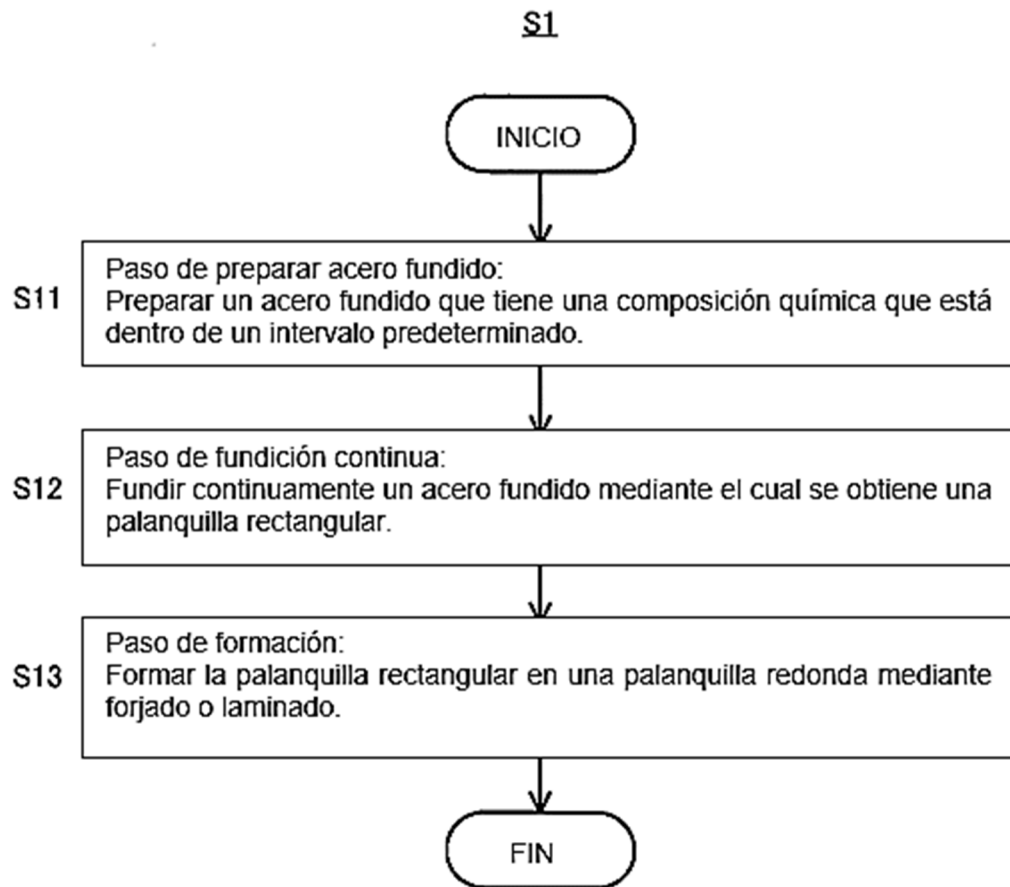 S1
INICIO
S11
Paso de preparar acero fundido:
Preparar un acero fundido que tiene una composición química que está
dentro de un intervalo predeterminado.
S12
Paso de fundición continua:
Fundir continuamente un acero fundido mediante el cual se obtiene una
palanquilla rectangular.
S13
Paso de formación:
Formar la palanquilla rectangular en una palanquilla redonda mediante
forjado o laminado.
FIN